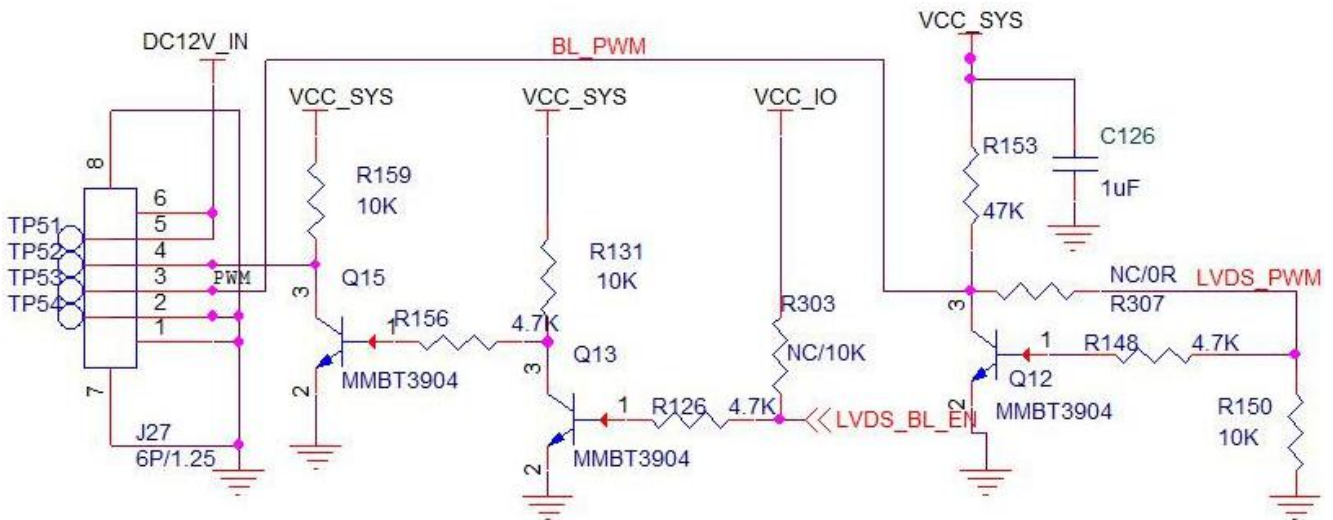 VCC_SYS
DC12V_IN
BL_PWM
VCC_SYS
VCC_SYS
VCC_IO
C126
1uF
R153
47K
8
R159
10K
6
TP51
5
TP52
4
TP53
3
PWM
TP54
2
1
R131
10K
3
Q15
NC/0R
LVDS_PWM
R307
R303
NC/10K
3
1
R156
4.7K
MMBT3904
2
Q13
3
1
R148
4.7K
Q12
MMBT3904
2
R150
10K
7
1
R126
4.7K
LVDS_BL_EN
MMBT3904
2
J27
6P/1.25